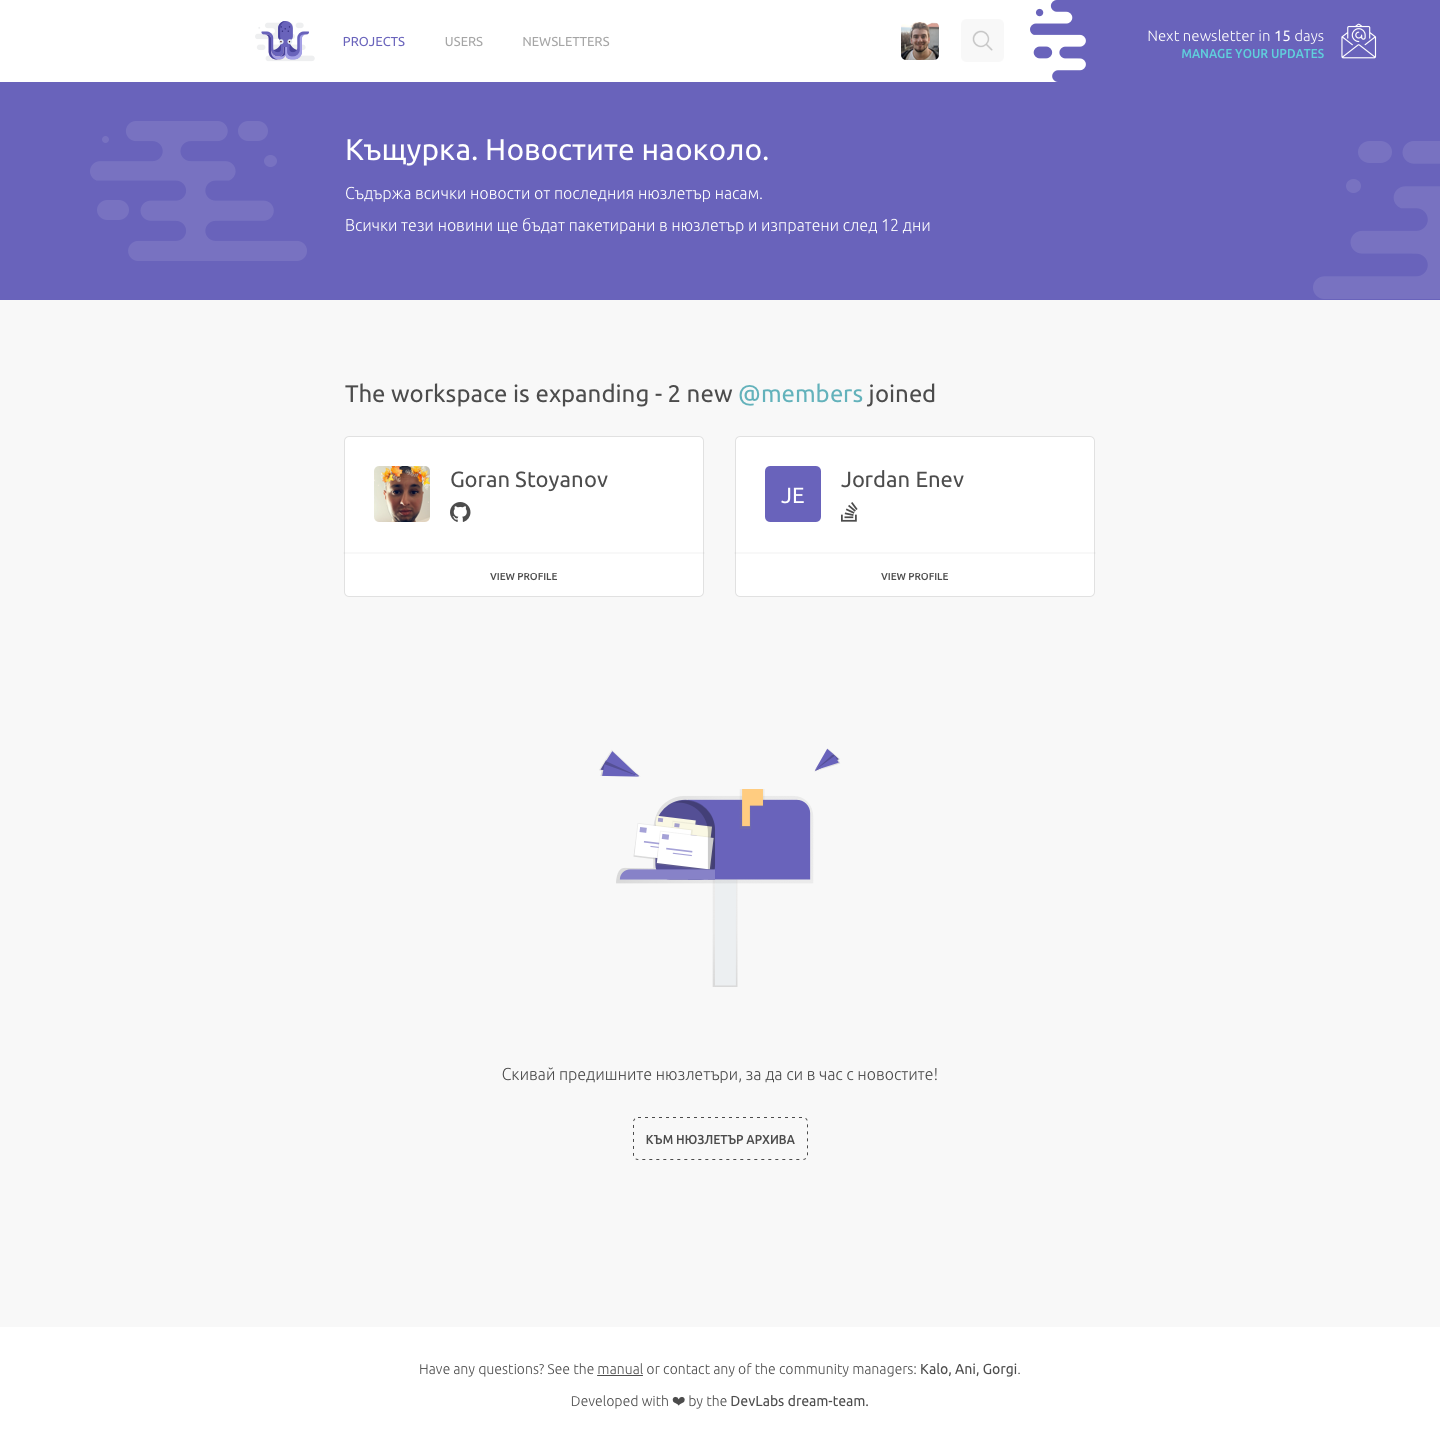 PROJECTS
USERS
NEWSLETTERS
Next newsletter in 15 days
MANAGE YOUR UPDATES
Къщурка. Новостите наоколо.
Съдържа всички новости от последния нюзлетър насам.
Всички тези новини ще бъдат пакетирани в нюзлетър и изпратени след 12 дни
The workspace is expanding - 2 new @members joined
Goran Stoyanov
VIEW PROFILE
JE
Jordan Enev
VIEW PROFILE
Скивай предишните нюзлетъри, за да си в час с новостите!
КЪМ НЮЗЛЕТЪР АРХИВА
Have any questions? See the manual or contact any of the community managers: Kalo, Ani, Gorgi.
Developed with ❤ by the DevLabs dream-team.